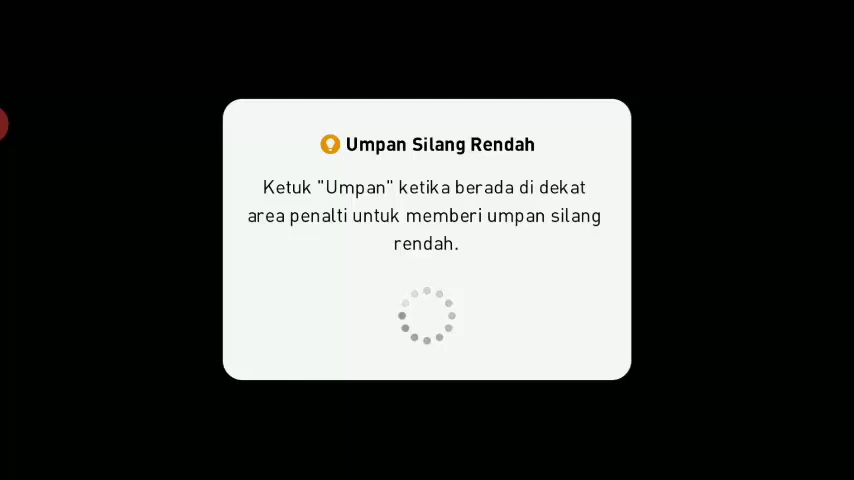 Umpan Silang Rendah
Ketuk "Umpan" ketika berada di dekat
area penalti untuk memberi umpan silang
rendah.